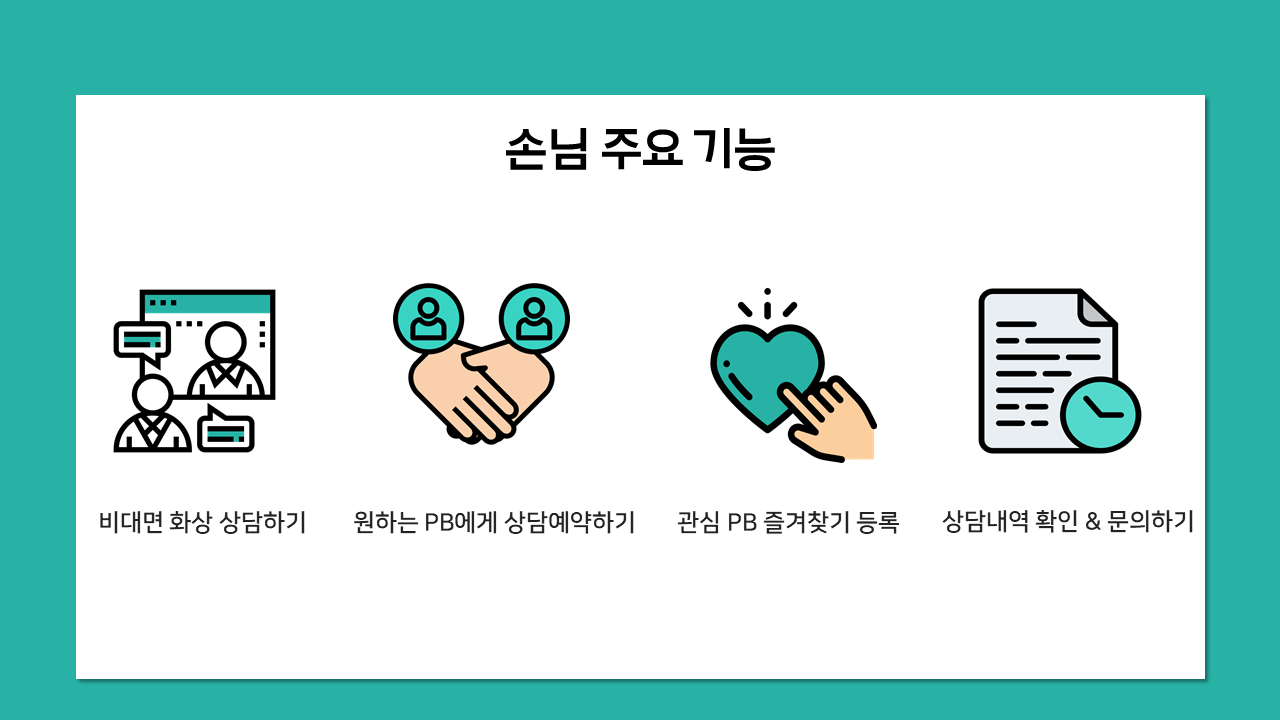 손님 주요 기능
비대면 화상 상담하기
원하는 PB에게 상담예약하기
관심 PB 즐겨찾기 등록
상담내역 확인 & 문의하기